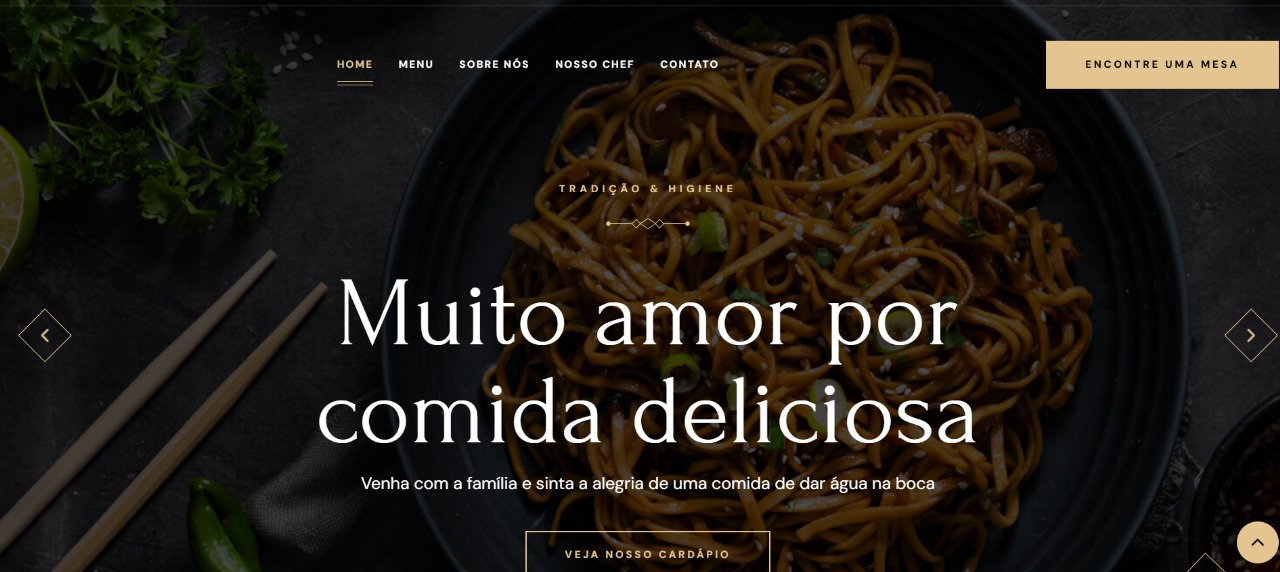 HOME MENU SOBRE NÓS NOSSO CHEF CONTATO ENCONTRE UMA MESA
TRADIÇÃO & HIGIENE
Muito amor por
comida deliciosa
Venha com a família e sinta a alegria de uma comida de dar água na boca
VEJA NOSSO CARDÁPIO